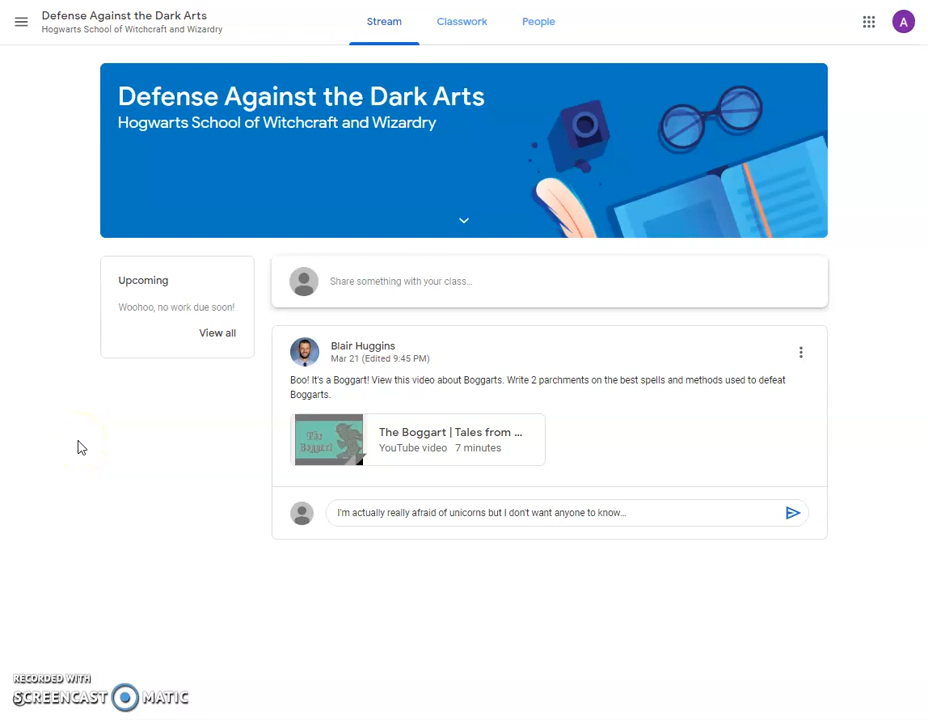 Defense Against the Dark Arts
Hogwarts School of Witchcraft and Wizardry
Stream
Classwork
People
A
Defense Against the Dark Arts
Hogwarts School of Witchcraft and Wizardry
Upcoming
Woohoo, no work due soon!
View all
Share something with your class...
Blair Huggins
Mar 21 (Edited 9:45 PM)
Boo! It's a Boggart! View this video about Boggarts. Write 2 parchments on the best spells and methods used to defeat
Boggarts.
The
Boggart!
The Boggart | Tales from ...
YouTube video 7 minutes
I'm actually really afraid of unicorns but I don't want anyone to know...
RECORDED WITH
SCREENCAST MATIC